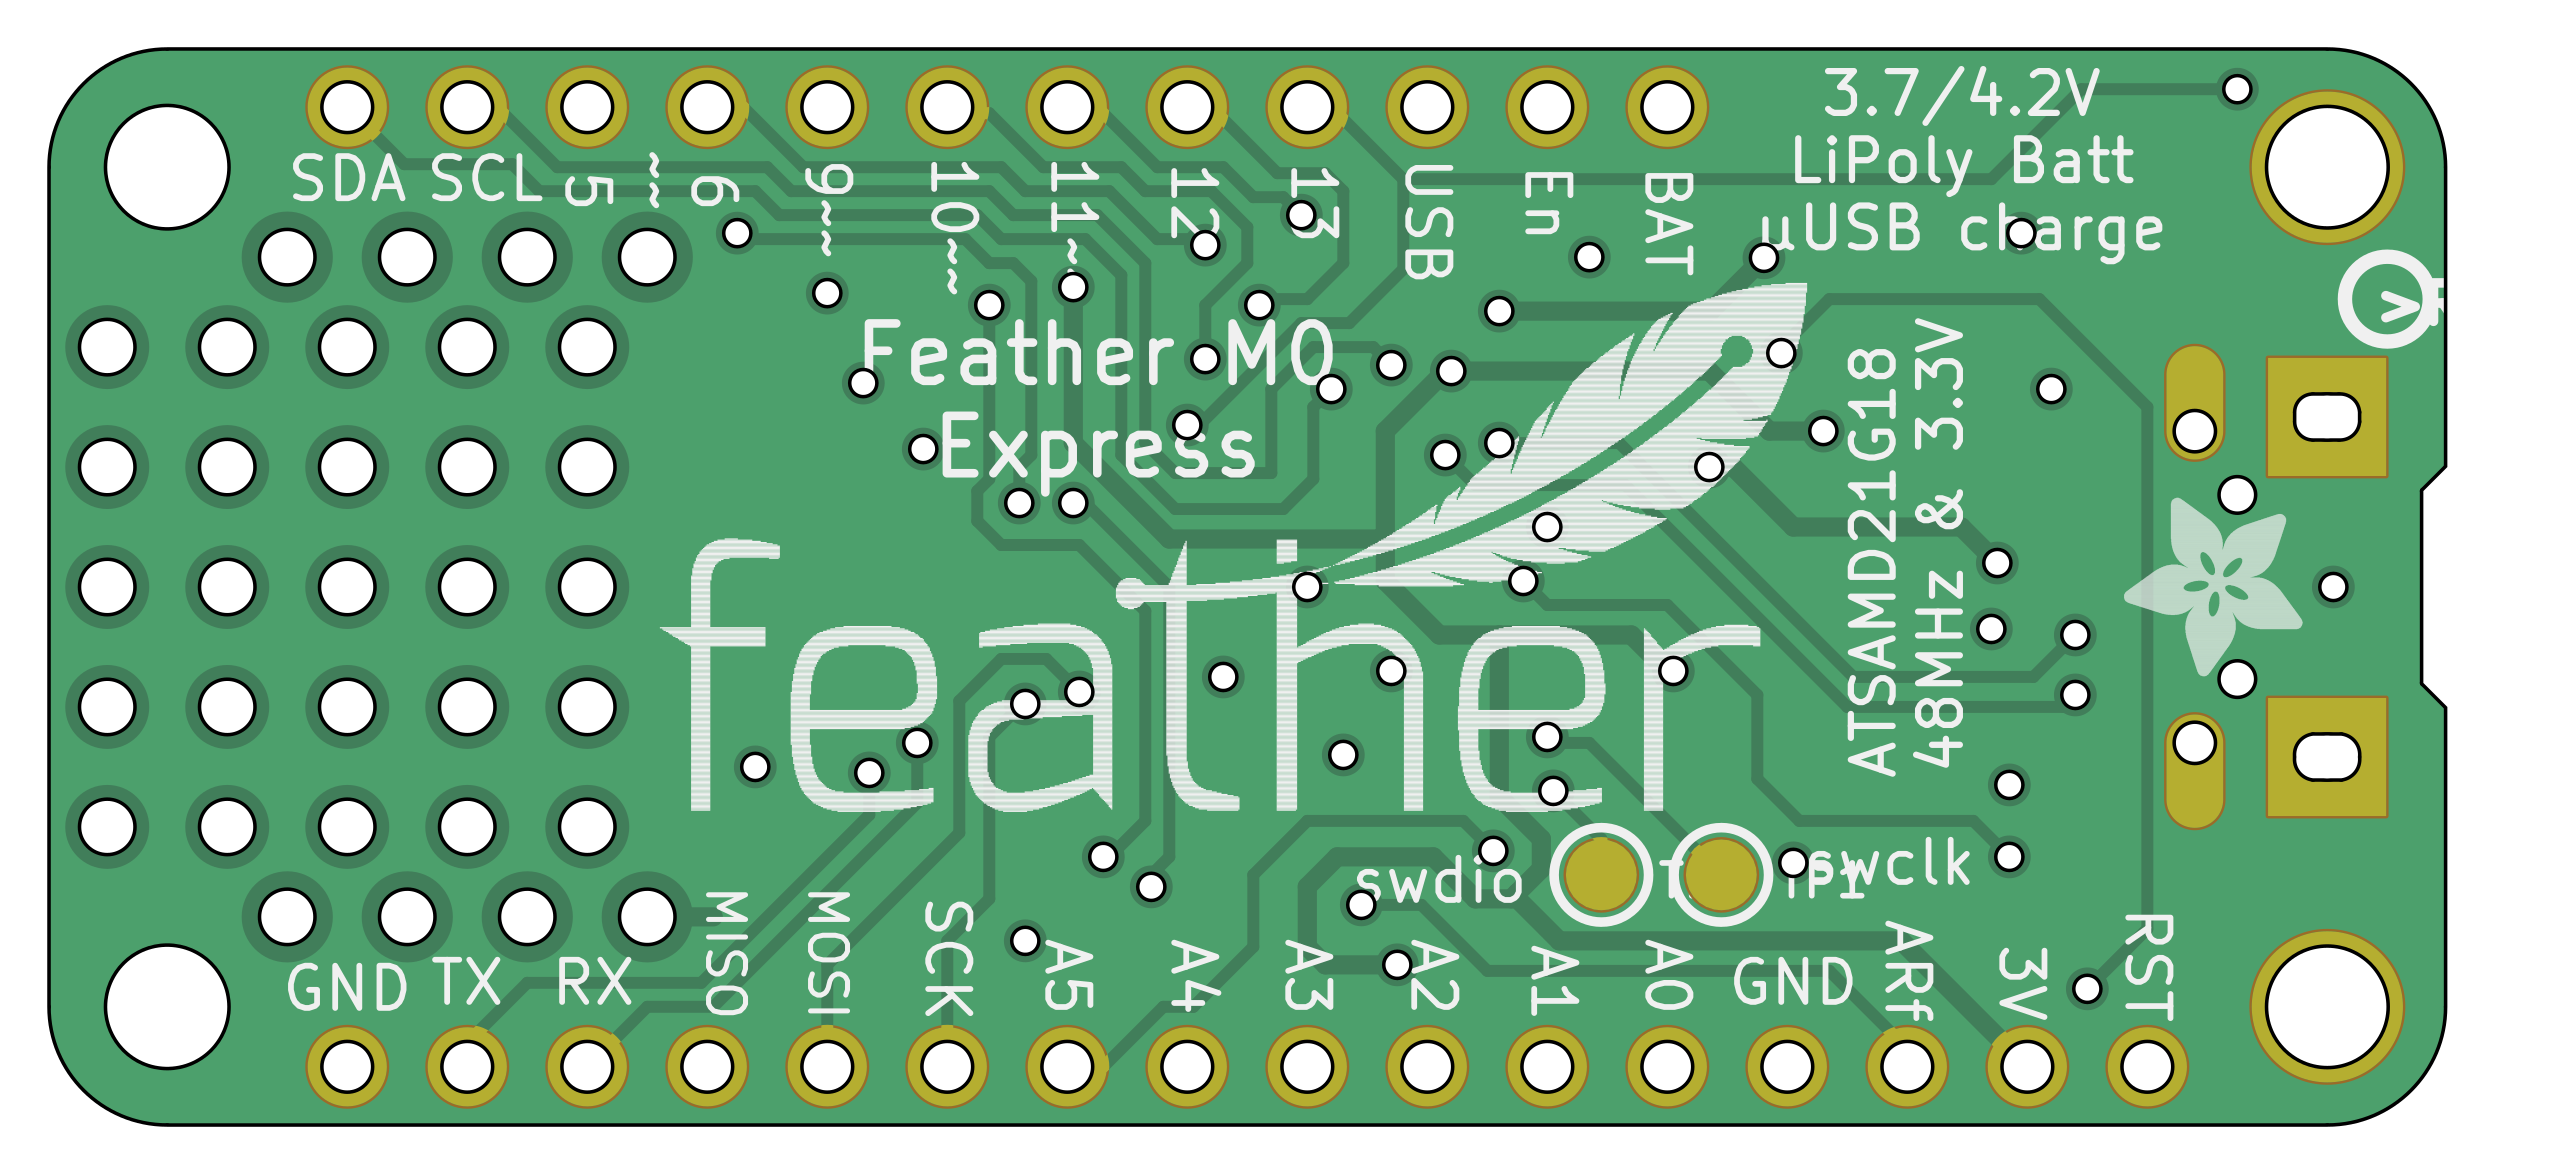 3.7/4.2V
LiPoly Batt
µUSB charge
SDA
SCL
5~~
6
9~~
10~~
11~
12
13
USB
En
BAT
Feather M0
Express
feather
ATSAMD21G18
48MHz & 3.3V
swdio
swclk
GND
TX
RX
MISO
MOSI
SCK
A5
A4
A3
A2
A1
A0
GND
ARf
3V
RST